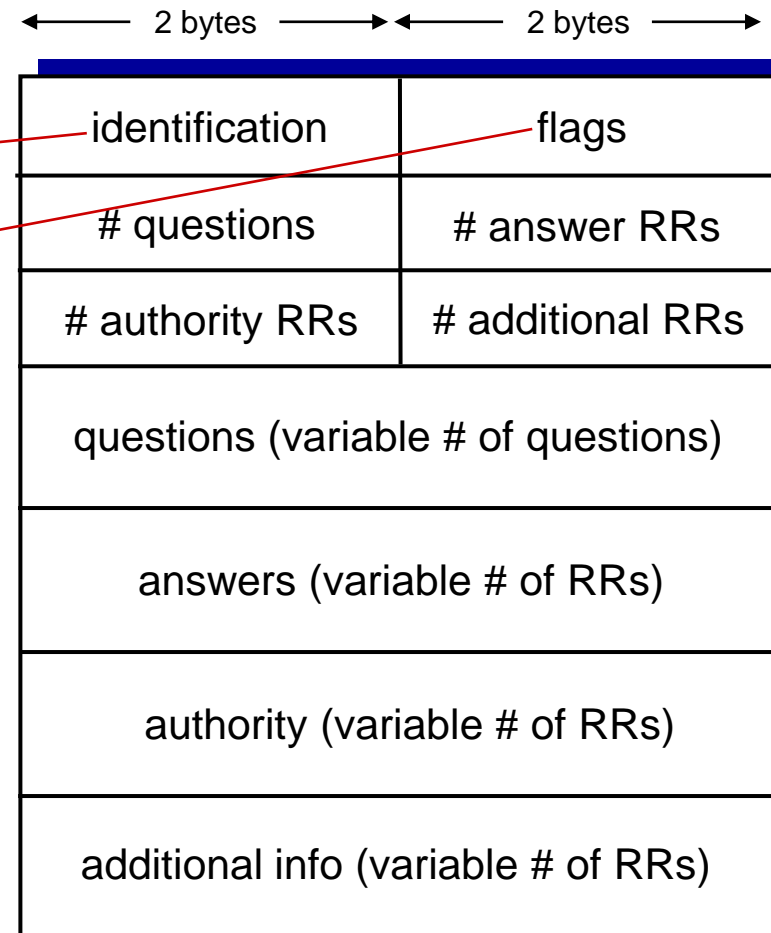 2 bytes 2 bytes
identification flags
# questions # answer RRs
# authority RRs # additional RRs
questions (variable # of questions)
answers (variable # of RRs)
authority (variable # of RRs)
additional info (variable # of RRs)